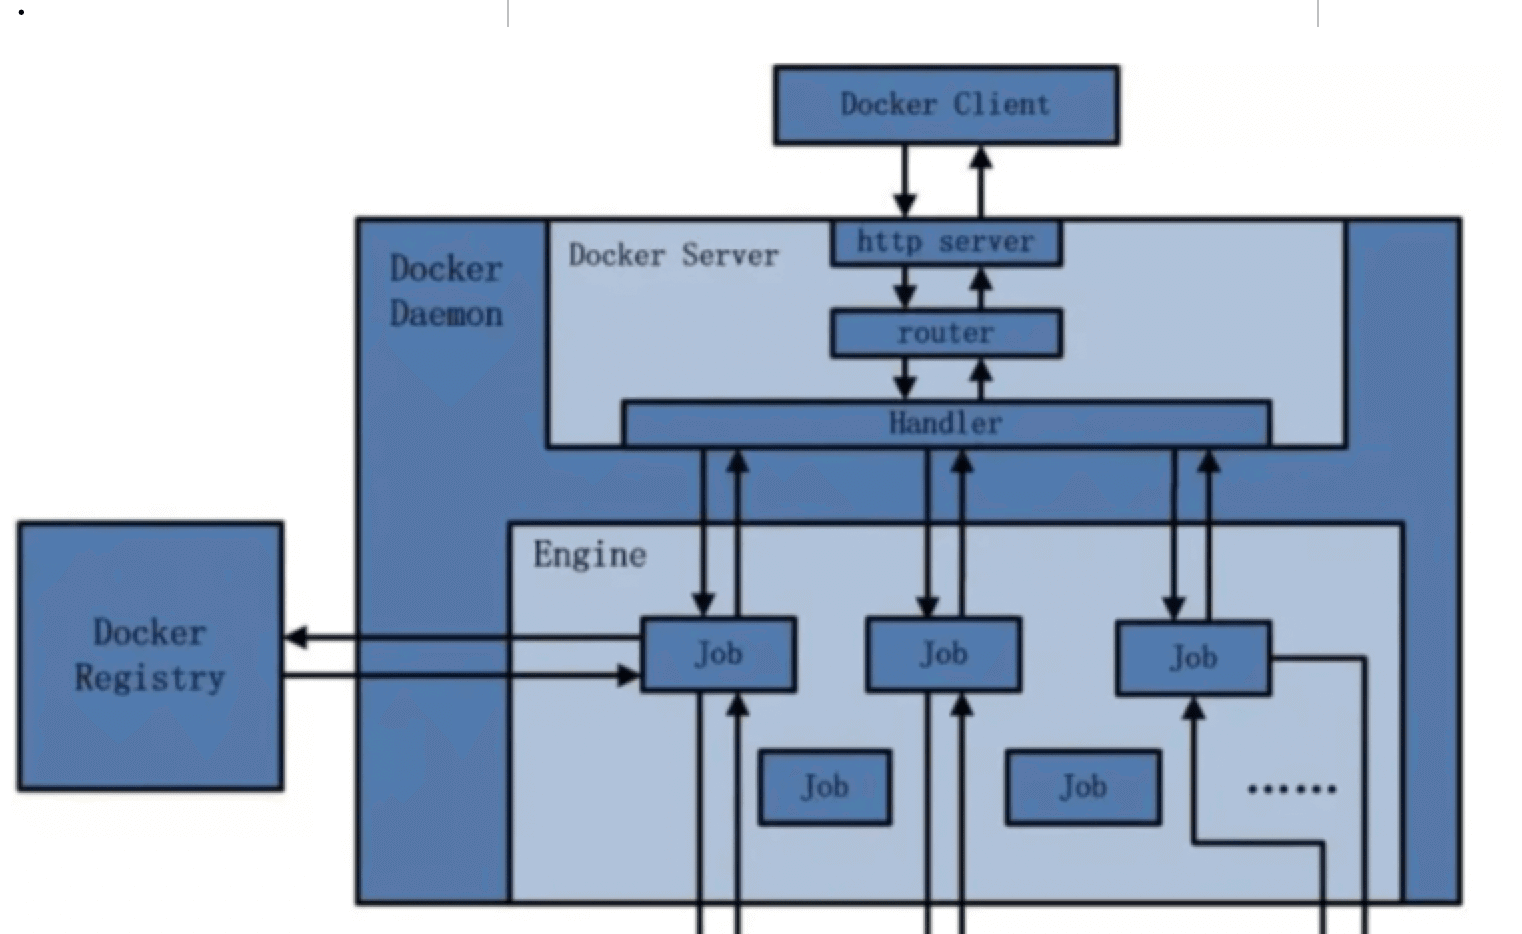 Docker Client
http server
Docker Server
Docker
Daemon
router
Handler
Engine
Docker
Registry
Job
Job
Job
Job
Job
......